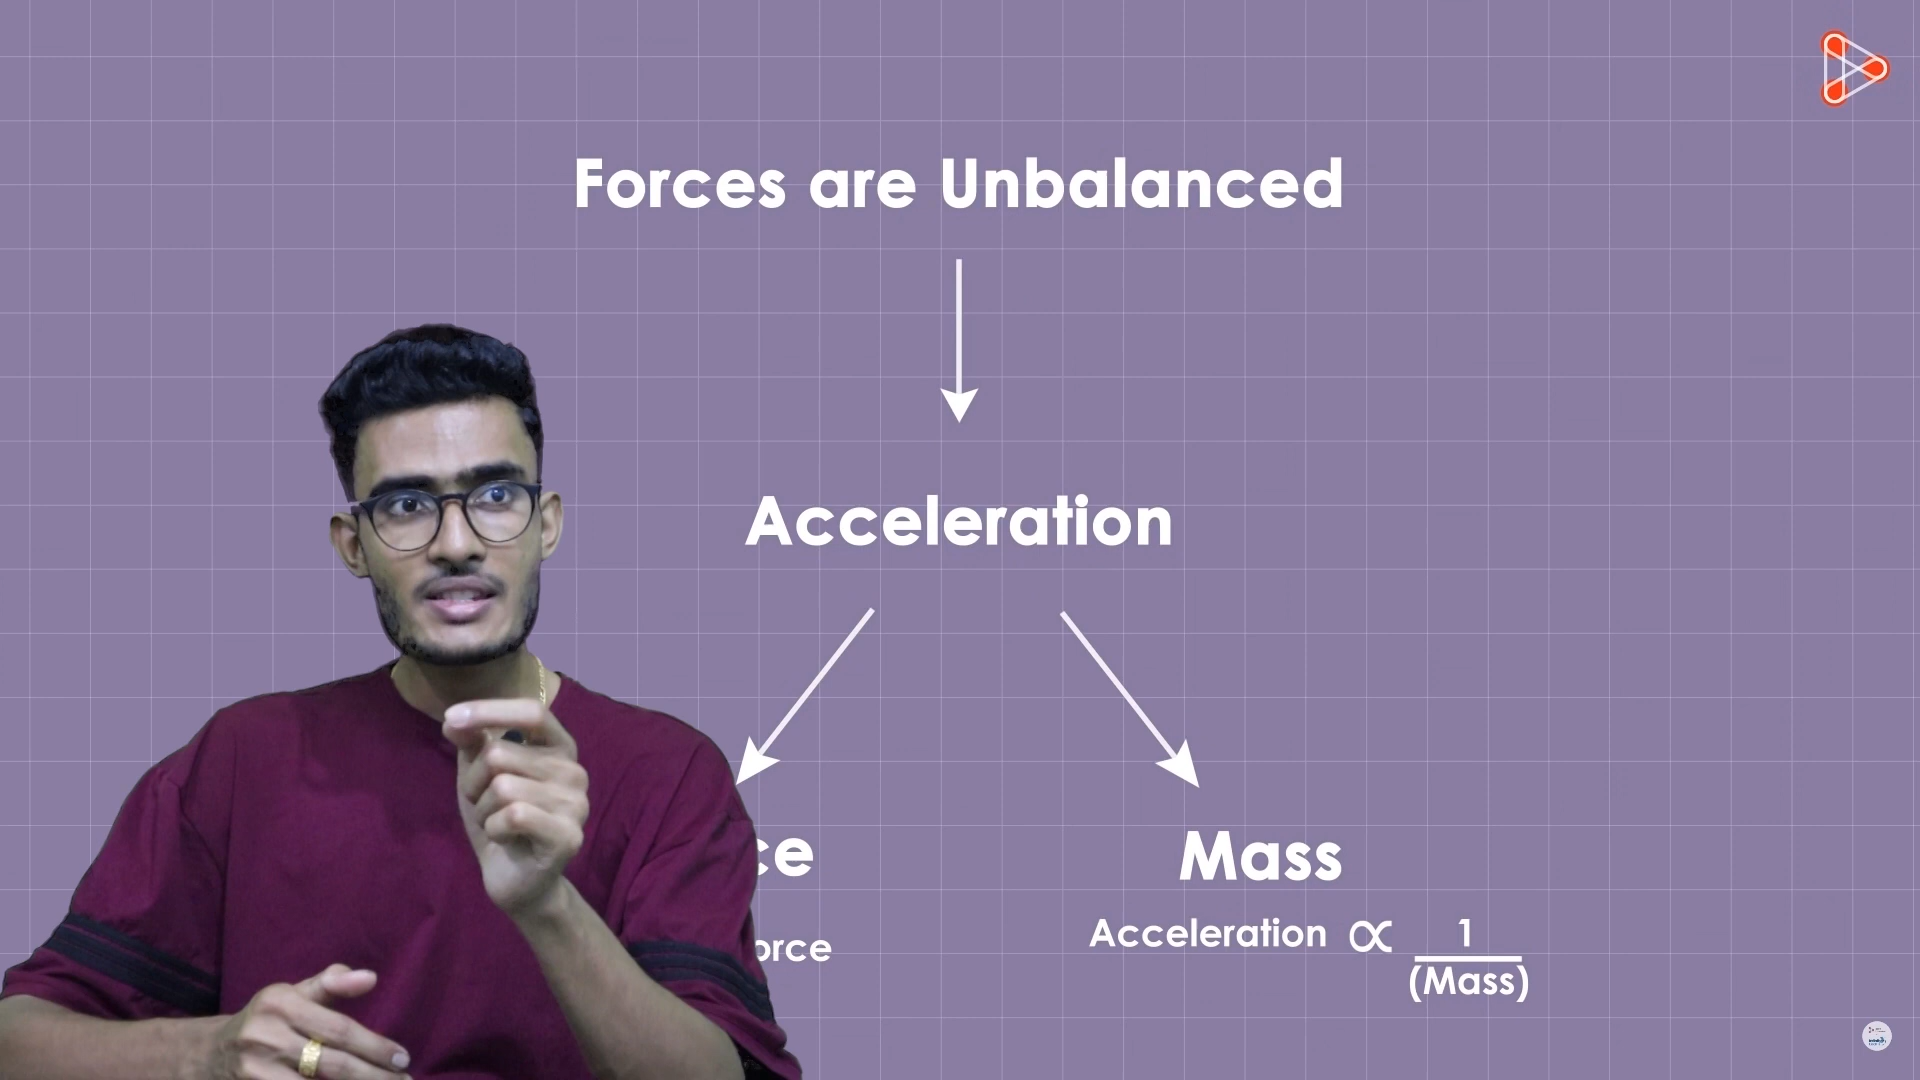 Forces are Unbalanced
Acceleration
ce
Mass
orce
Acceleration ∝ 1
(Mass)